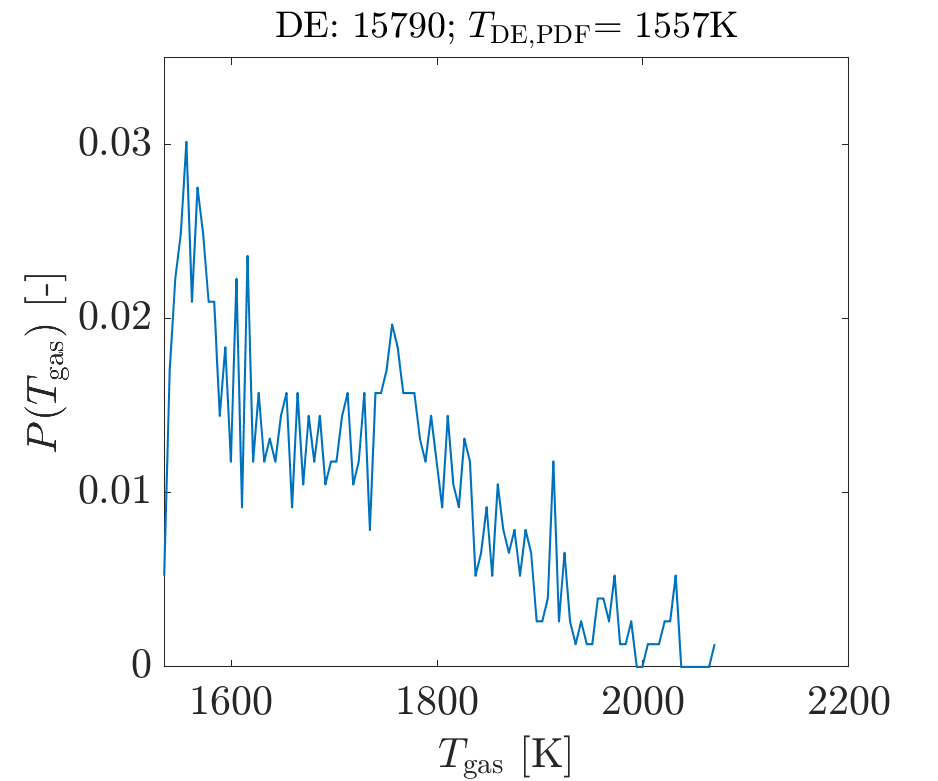 DE: 15790; T_DE,PDF= 1557K
0.03
0.02
0.01
0
P(T_gas) [-]
1600 1800 2000 2200
T_gas [K]